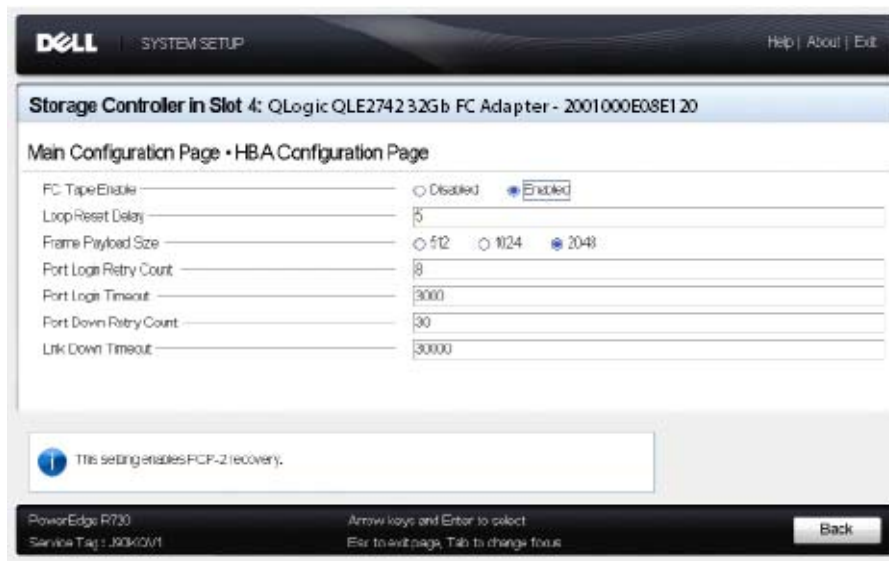 DELL SYSTEM SETUP Help | About | Exit
Storage Controller in Slot 4: QLogic QLE2742 32Gb FC Adapter - 2001000E08E120
Main Configuration Page • HBA Configuration Page
FC Tape Enable Disabled Enabled
Loop Reset Delay 5
Frame Payload Size 512 1024 2048
Port Login Retry Count 8
Port Login Timeout 3000
Port Down Retry Count 30
Link Down Timeout 30000
This setting enables FCP-2 recovery.
PowerEdge R730 Arrow keys and Enter to select
Service Tag : Esc to exit page, Tab to change focus
Back